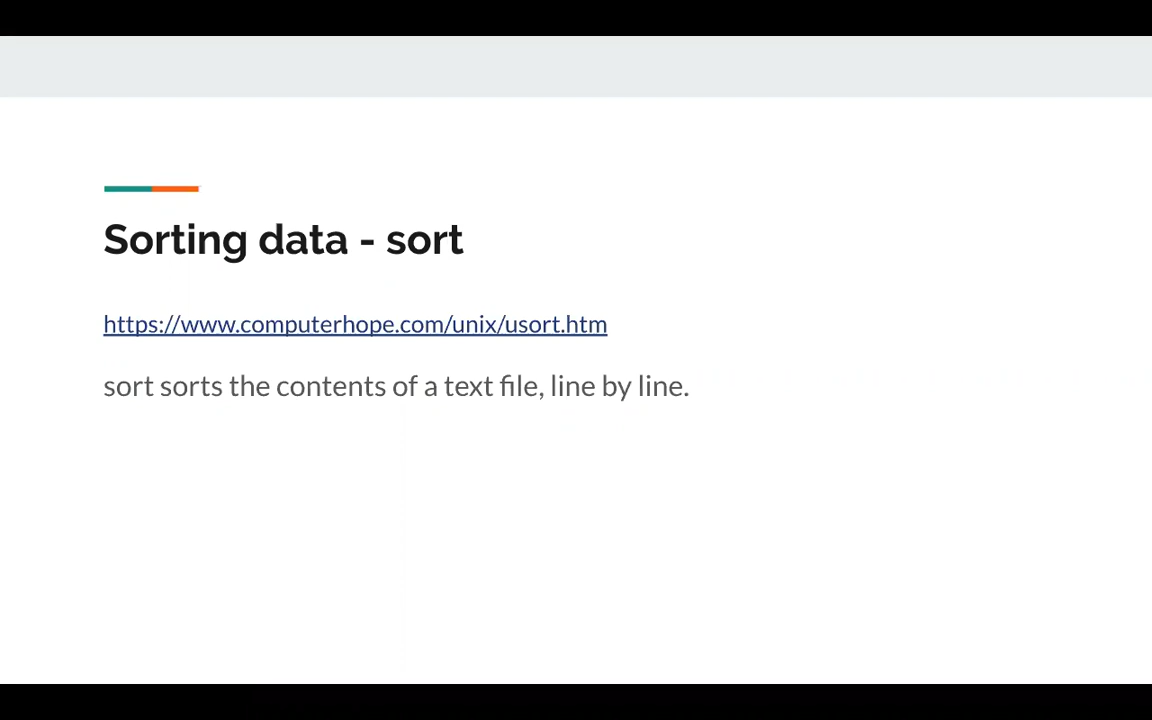 Sorting data - sort
https://www.computerhope.com/unix/usort.htm
sort sorts the contents of a text file, line by line.